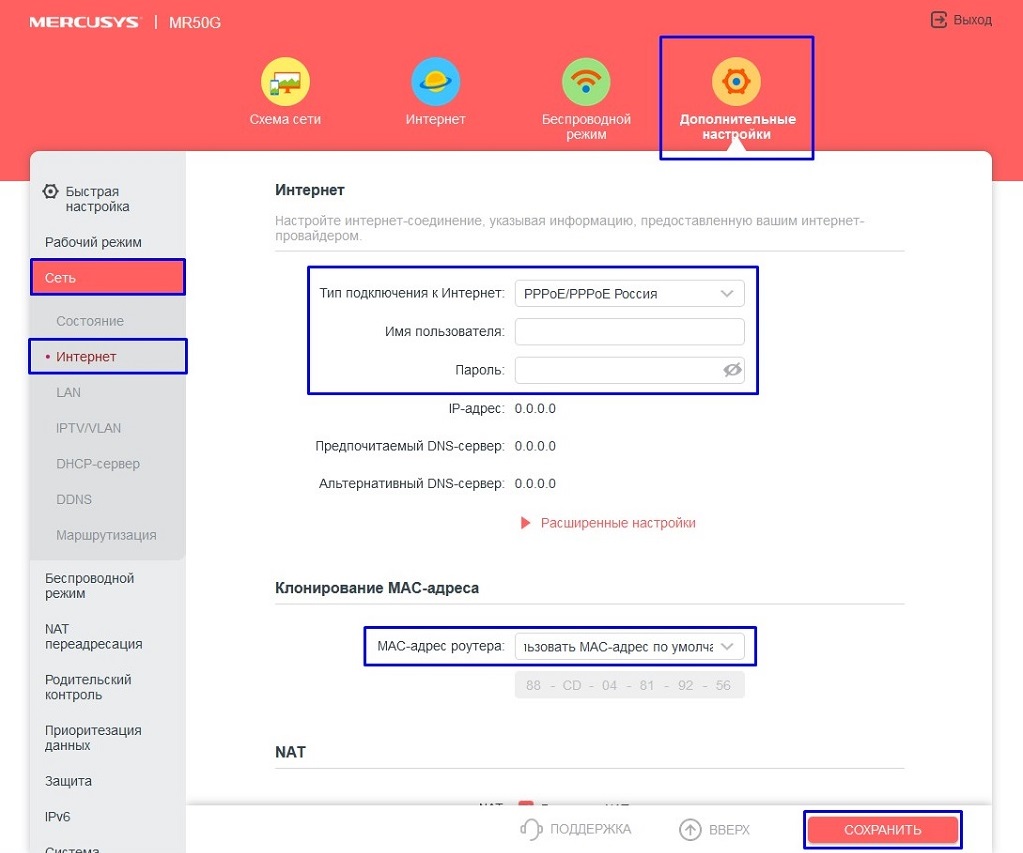 MERCUSYS | MR50G
Выход
Схема сети
Интернет
Беспроводной
режим
Дополнительные
настройки
Быстрая
настройка
Рабочий режим
Сеть
Состояние
• Интернет
LAN
IPTV/VLAN
DHCP-сервер
DDNS
Маршрутизация
Беспроводной
режим
NAT
переадресация
Родительский
контроль
Приоритезация
данных
Защита
IPv6
Система
Интернет
Настройте интернет-соединение, указывая информацию, предоставленную вашим интернет-
провайдером.
Тип подключения к Интернет: PPPoE/PPPoE Россия
Имя пользователя:
Пароль:
IP-адрес: 0.0.0.0
Предпочитаемый DNS-сервер: 0.0.0.0
Альтернативный DNS-сервер: 0.0.0.0
Расширенные настройки
Клонирование MAC-адреса
MAC-адрес роутера: льзовать MAC-адрес по умолча
88 - CD - 04 - 81 - 92 - 56
NAT
ПОДДЕРЖКА
ВВЕРХ
СОХРАНИТЬ